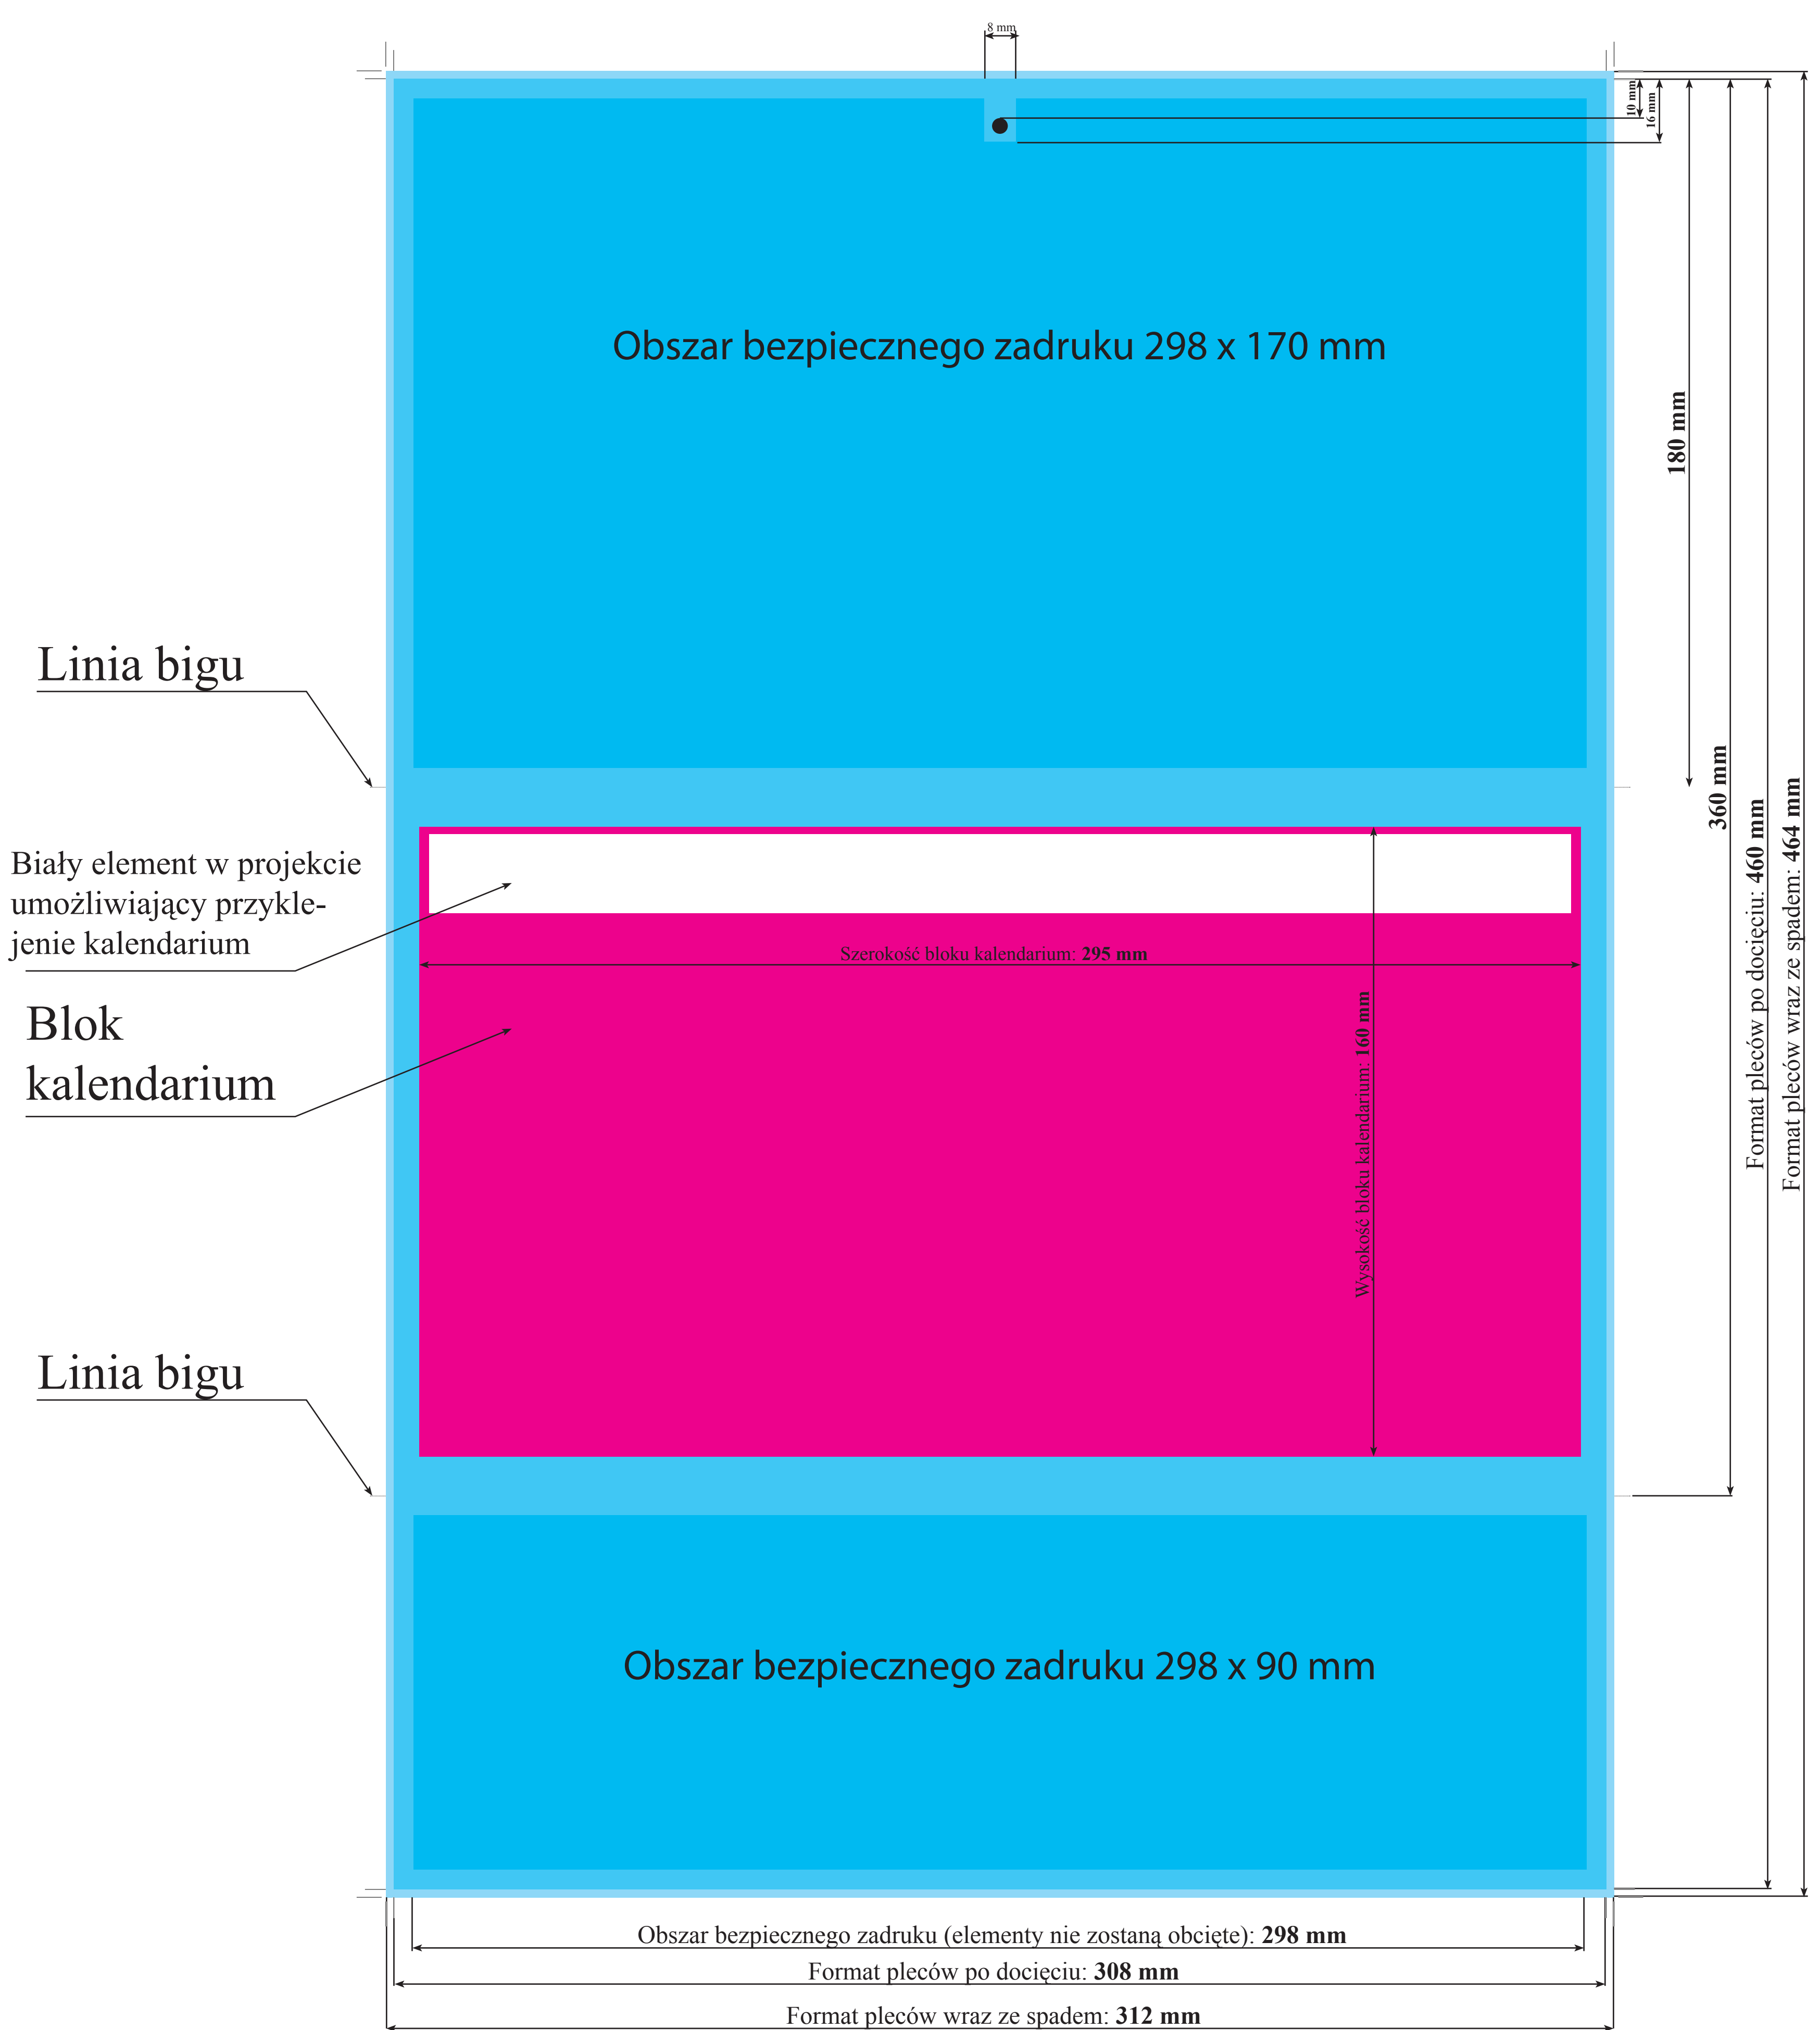 8 mm
10 mm
16 mm
Obszar bezpiecznego zadruku 298 x 170 mm
180 mm
Linia bigu
360 mm
Format pleców po docięciu: 460 mm
Format pleców wraz ze spadem: 464 mm
Biały element w projekcie
umożliwiający przykle-
jenie kalendarium
Szerokość bloku kalendarium: 295 mm
Blok
kalendarium
Wysokość bloku kalendarium: 160 mm
Linia bigu
Obszar bezpiecznego zadruku 298 x 90 mm
Obszar bezpiecznego zadruku (elementy nie zostaną obcięte): 298 mm
Format pleców po docięciu: 308 mm
Format pleców wraz ze spadem: 312 mm